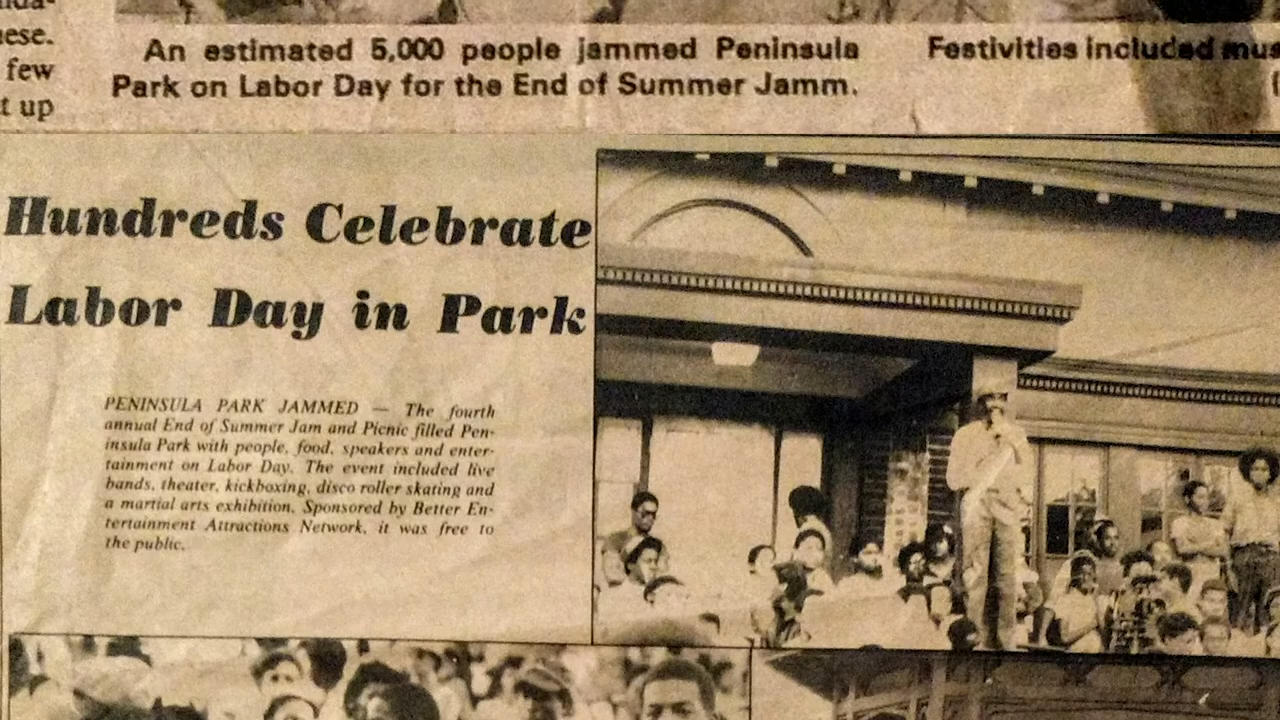 ese.
few
t up
An estimated 5,000 people jammed Peninsula
Park on Labor Day for the End of Summer Jamm.
Festivities included mus
Hundreds Celebrate
Labor Day in Park
PENINSULA PARK JAMMED — The fourth
annual End of Summer Jam and Picnic filled Pen-
insula Park with people, food, speakers and enter-
tainment on Labor Day. The event included live
bands, theater, kickboxing, disco roller skating and
a martial arts exhibition. Sponsored by Better En-
tertainment Attractions Network, it was free to
the public.